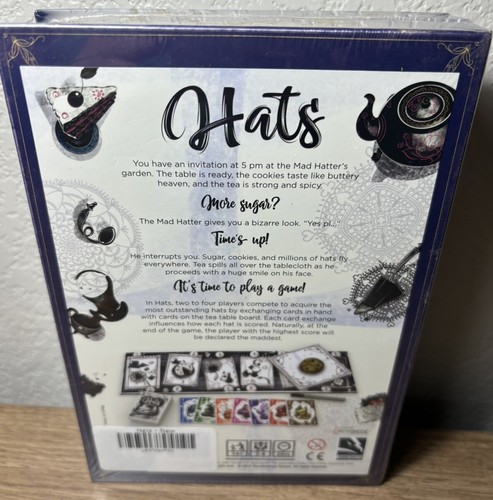 Hats
You have an invitation at 5 pm at the Mad Hatter's
garden. The table is ready, the cookies taste like buttery
heaven, and the tea is strong and spicy.
More sugar?
The Mad Hatter gives you a bizarre look. "Yes pl..."
Time's- up!
He interrupts you. Sugar, cookies, and millions of hats fly
everywhere. Tea spills all over the tablecloth as he
proceeds with a huge smile on his face.
It's time to play a game!
In Hats, two to four players compete to acquire the
most outstanding hats by exchanging cards in hand
with cards on the tea table board. Each card exchange
influences how each hat is scored. Naturally, at the
end of the game, the player with the highest score will
be declared the maddest.
CE